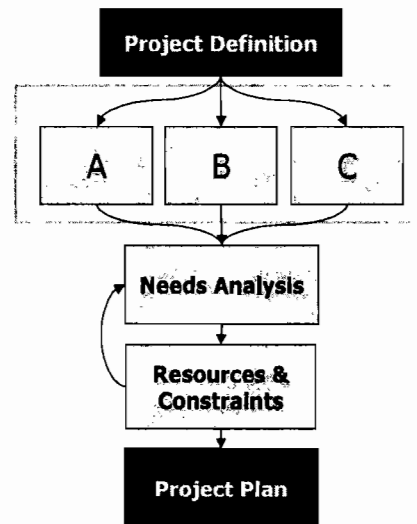 Project Definition
A
B
C
Needs Analysis
Resources &
Constraints
Project Plan